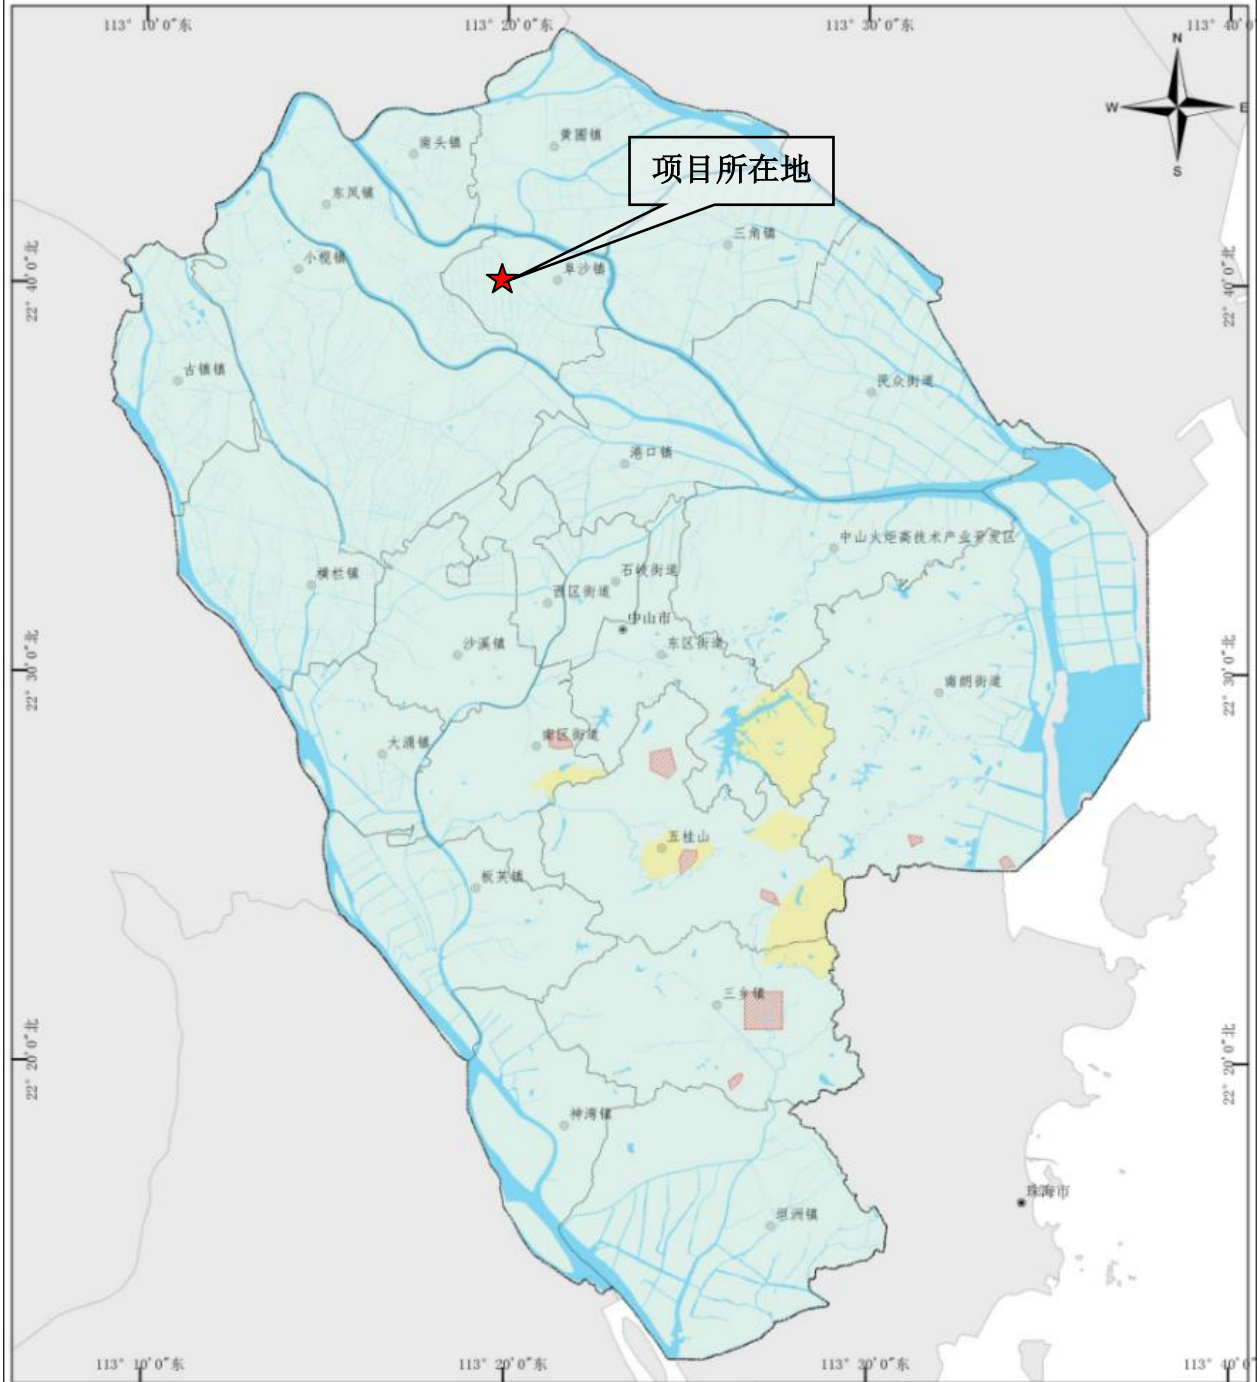 113° 10′0″东
113° 20′0″东
113° 30′0″东
113° 40′0″
N
W
E
S
南头镇
黄圃镇
项目所在地
东凤镇
三角镇
小榄镇
阜沙镇
22° 40′0″北
22° 40′0″北
古镇镇
民众街道
港口镇
中山火炬高技术产业开发区
横栏镇
石岐街道
西区街道
中山市
沙溪镇
东区街道
22° 30′0″北
22° 30′0″北
南朗街道
南区街道
大涌镇
五桂山
板芙镇
三乡镇
22° 20′0″北
22° 20′0″北
神湾镇
珠海市
坦洲镇
113° 10′0″东
113° 20′0″东
113° 30′0″东
113° 40′0″